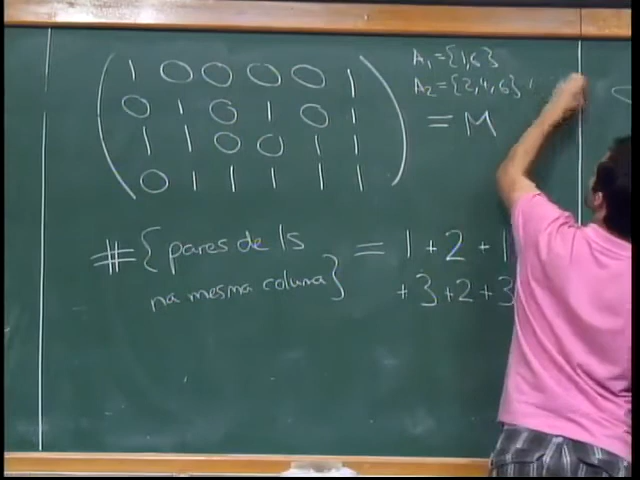 1 0 0 0 0 1
0 1 0 1 0 1
1 1 0 0 1 1
0 1 1 1 1 1
A₁={1,6}
A₂={2,4,6}
= M
#{pares de 1s = 1 + 2 + 1
na mesma coluna} +3+2+3